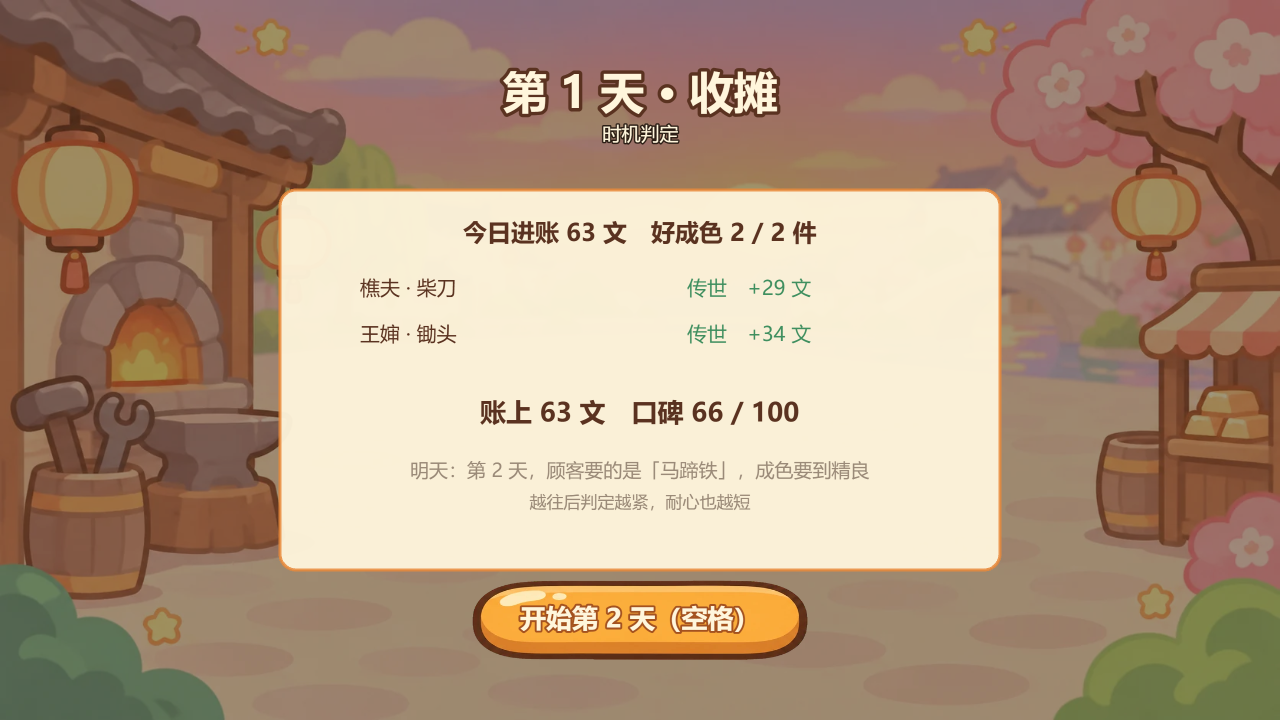 第 1 天·收摊
时机判定
今日进账 63 文 好成色 2 / 2 件
樵夫 · 柴刀 传世 +29 文
王婶 · 锄头 传世 +34 文
账上 63 文 口碑 66 / 100
明天：第 2 天，顾客要的是「马蹄铁」，成色要到精良
越往后判定越紧，耐心也越短
开始第 2 天（空格）